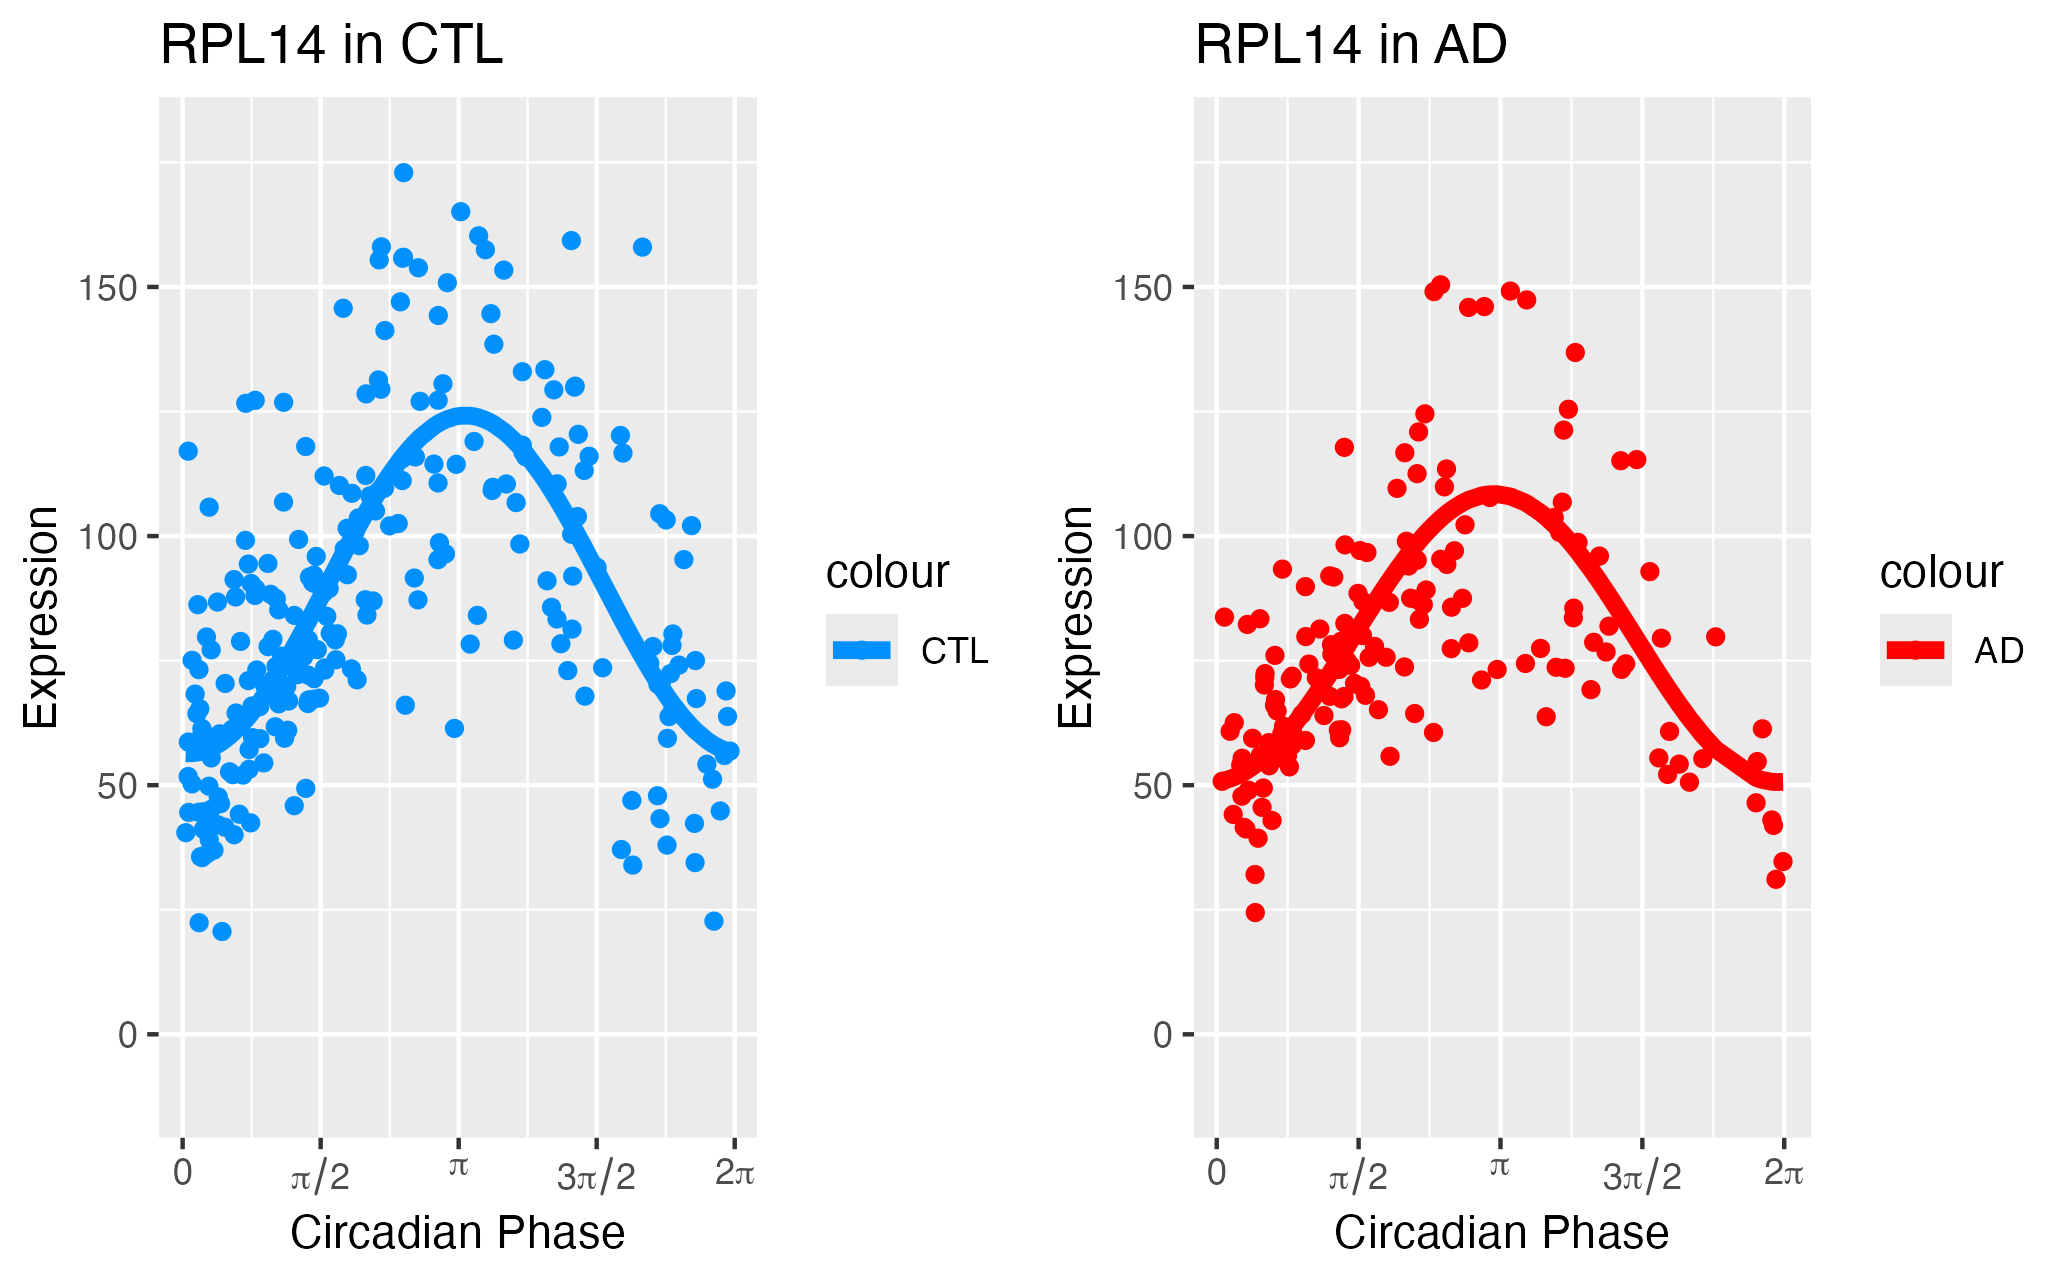 RPL14 in CTL
150
100
50
0
Expression
0 π/2 π 3π/2 2π
Circadian Phase
colour
CTL
RPL14 in AD
150
100
50
0
Expression
0 π/2 π 3π/2 2π
Circadian Phase
colour
AD